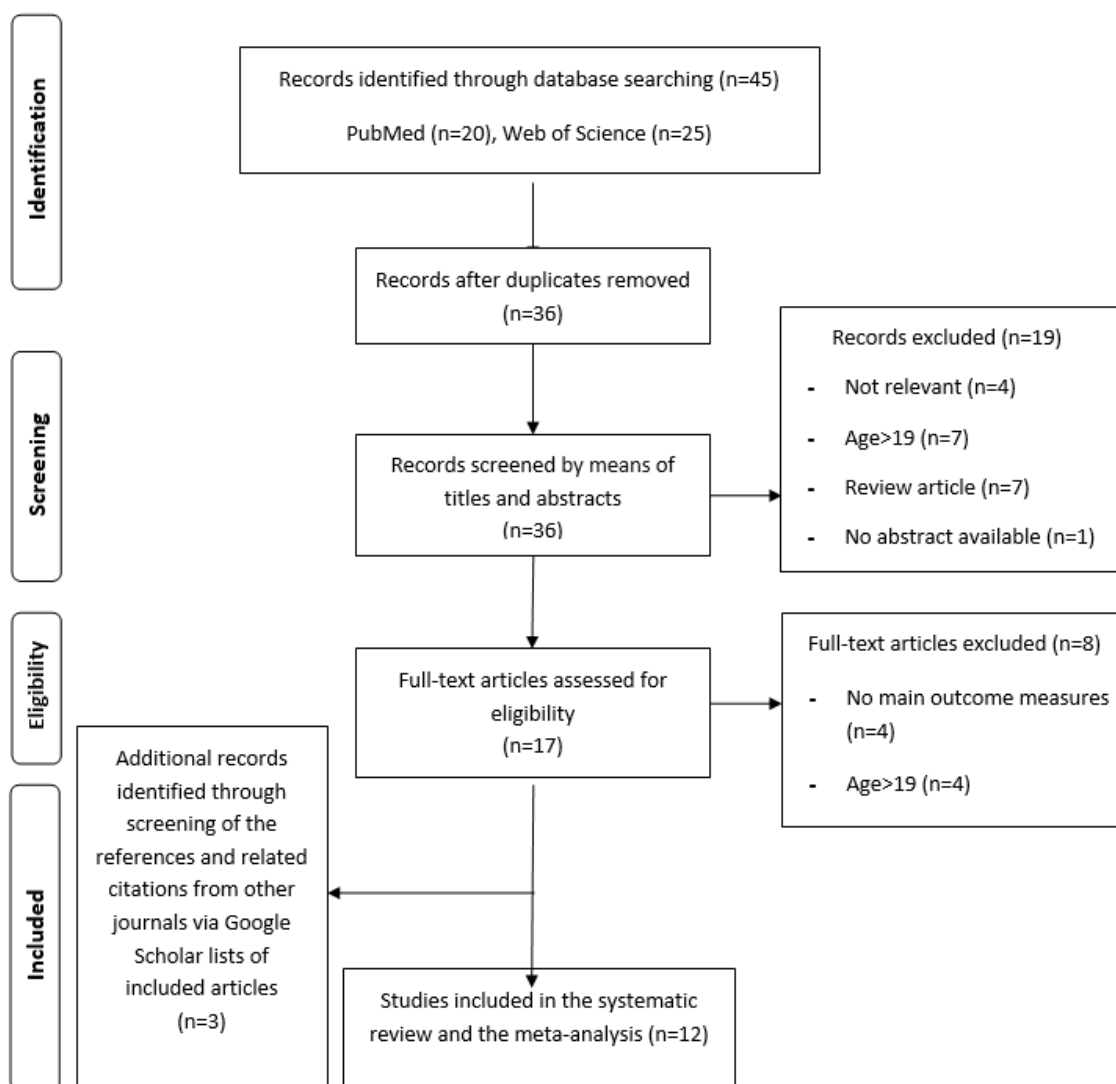 Identification
Records identified through database searching (n=45)
PubMed (n=20), Web of Science (n=25)
Records after duplicates removed
(n=36)
Screening
Records screened by means of
titles and abstracts
(n=36)
Records excluded (n=19)
- Not relevant (n=4)
- Age>19 (n=7)
- Review article (n=7)
- No abstract available (n=1)
Eligibility
Full-text articles assessed for
eligibility
(n=17)
Full-text articles excluded (n=8)
- No main outcome measures
(n=4)
- Age>19 (n=4)
Included
Additional records
identified through
screening of the
references and related
citations from other
journals via Google
Scholar lists of
included articles
(n=3)
Studies included in the systematic
review and the meta-analysis (n=12)